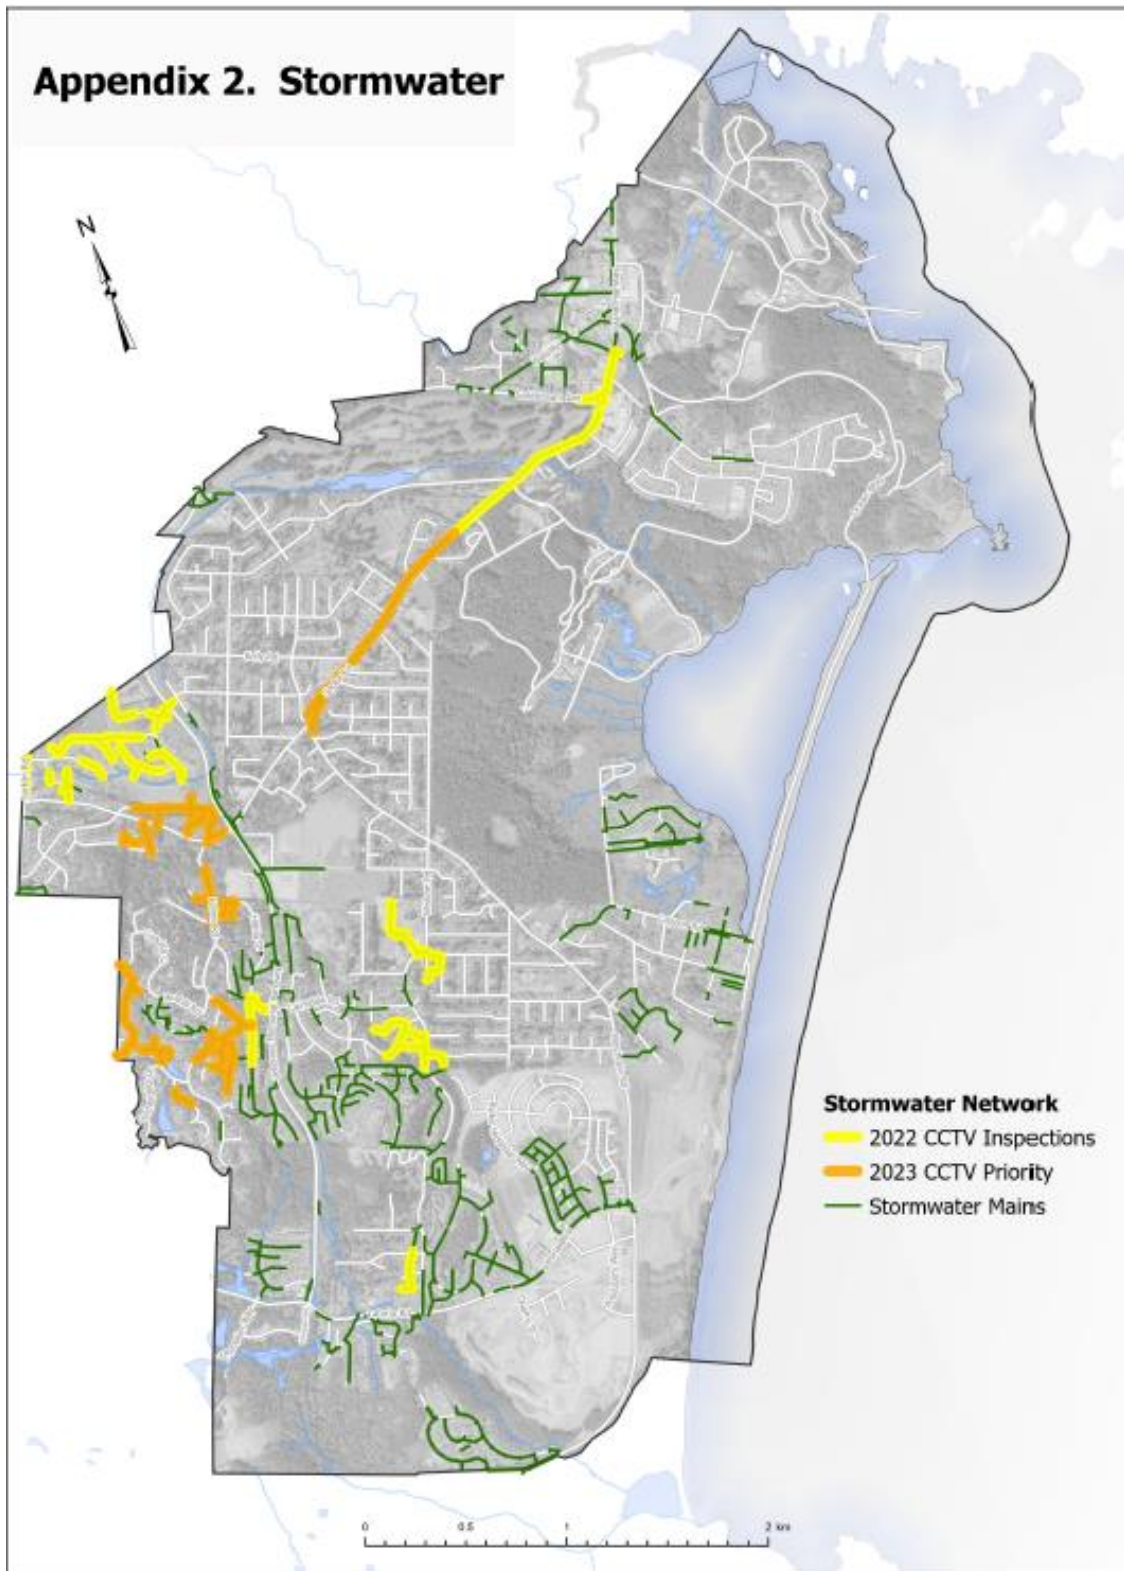 Appendix 2. Stormwater
N
Stormwater Network
2022 CCTV Inspections
2023 CCTV Priority
Stormwater Mains
0 0.5 1 2 km